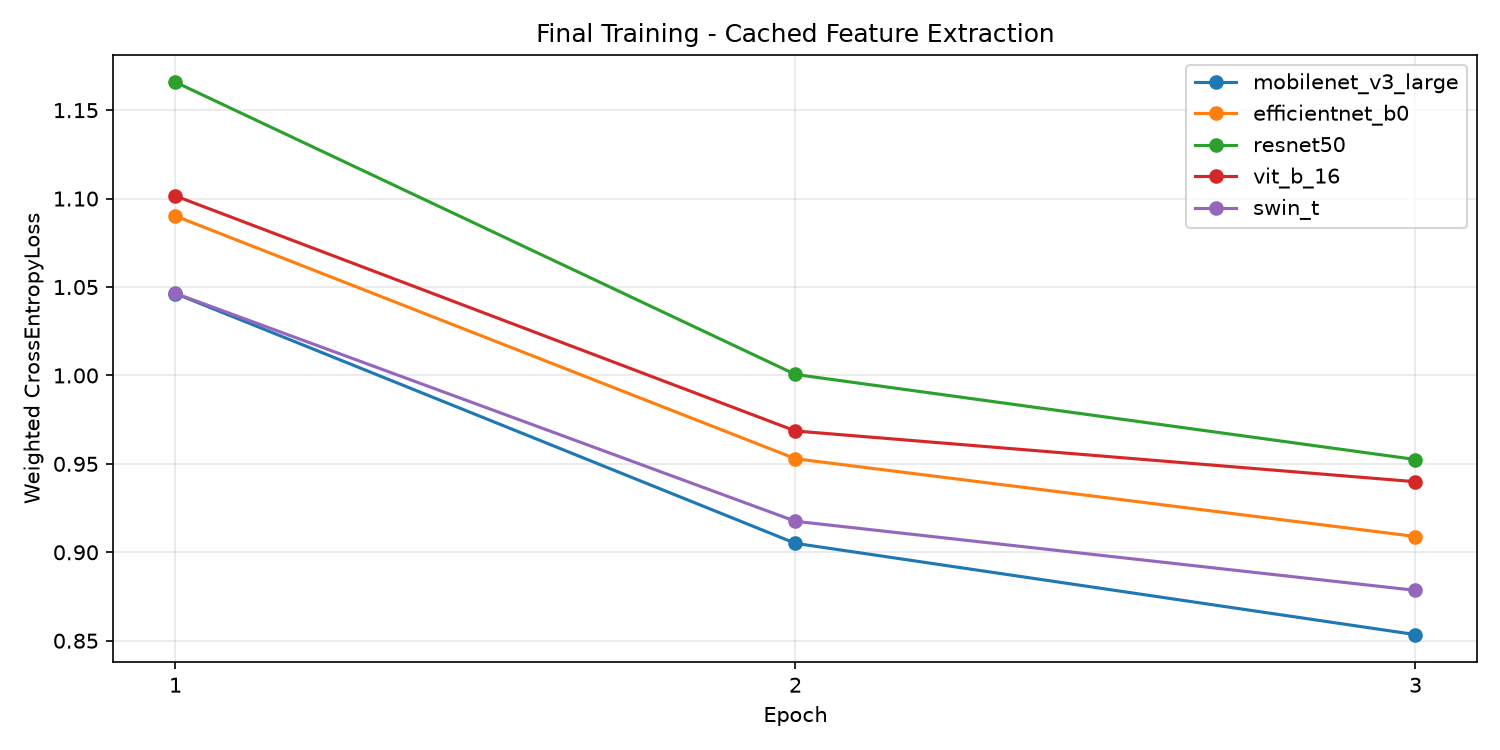 Final Training - Cached Feature Extraction
Weighted CrossEntropyLoss
1.15
1.10
1.05
1.00
0.95
0.90
0.85
mobilenet_v3_large
efficientnet_b0
resnet50
vit_b_16
swin_t
1 2 3
Epoch